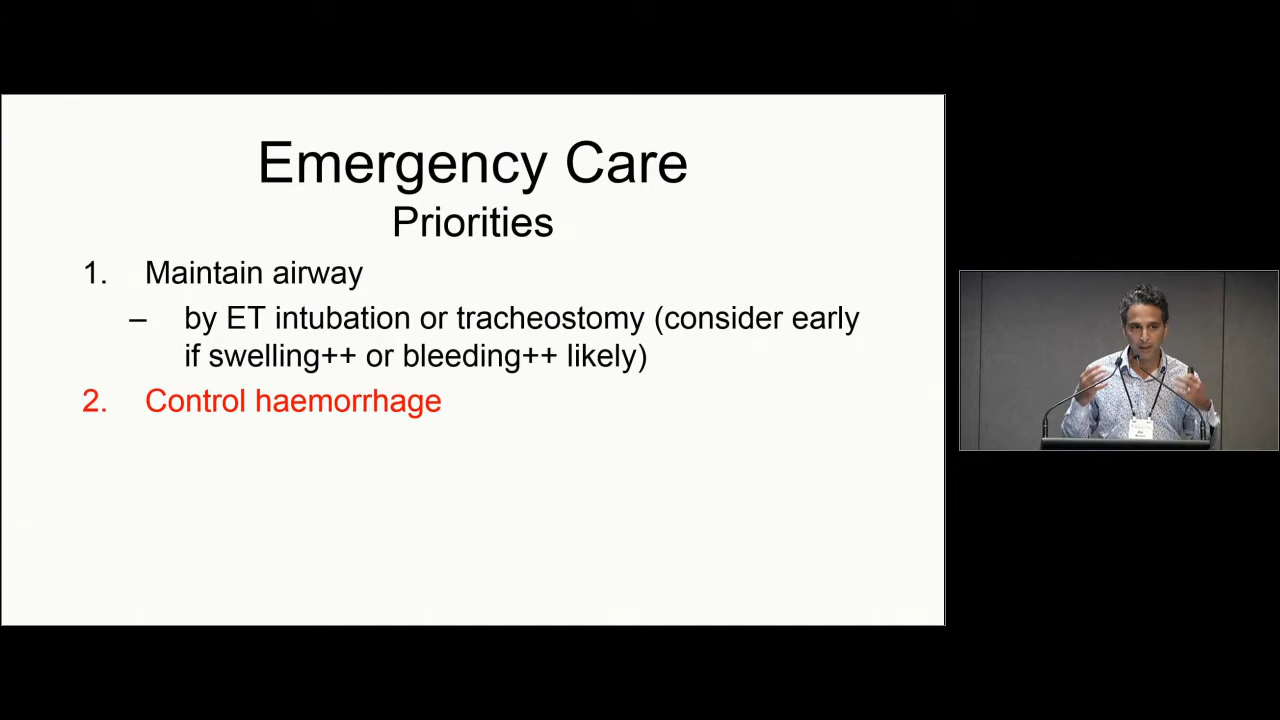 Emergency Care
Priorities
1. Maintain airway
– by ET intubation or tracheostomy (consider early
if swelling++ or bleeding++ likely)
2. Control haemorrhage